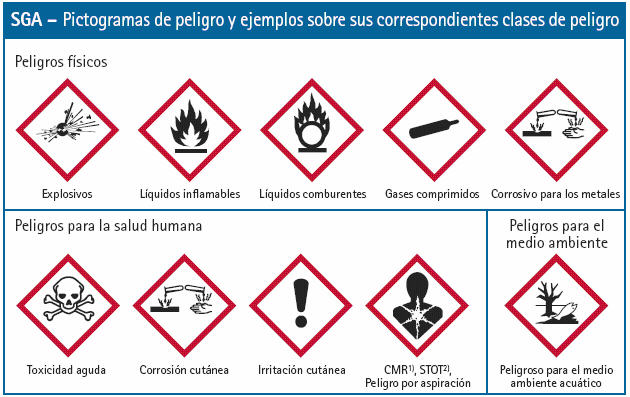 SGA – Pictogramas de peligro y ejemplos sobre sus correspondientes clases de peligro
Peligros físicos
Explosivos
Líquidos inflamables
Líquidos comburentes
Gases comprimidos
Corrosivo para los metales
Peligros para la salud humana
Toxicidad aguda
Corrosión cutánea
Irritación cutánea
CMR¹⁾, STOT²⁾,
Peligro por aspiración
Peligros para el
medio ambiente
Peligroso para el medio
ambiente acuático